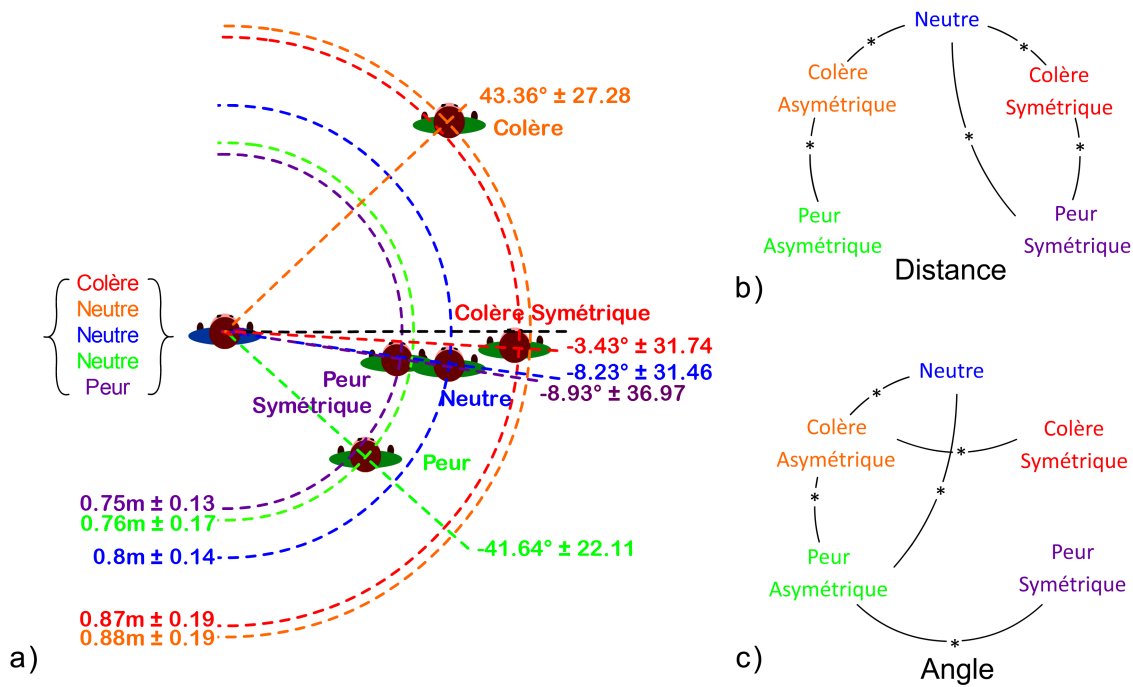 43.36° ± 27.28
Colère
Colère
Neutre
Neutre
Neutre
Peur
Colère Symétrique
-3.43° ± 31.74
-8.23° ± 31.46
-8.93° ± 36.97
Peur
Symétrique
Neutre
Peur
0.75m ± 0.13
0.76m ± 0.17
0.8m ± 0.14
-41.64° ± 22.11
0.87m ± 0.19
0.88m ± 0.19
a)
Neutre
*
*
Colère
Asymétrique
Colère
Symétrique
*
*
*
Peur
Asymétrique
Peur
Symétrique
b)
Distance
Neutre
*
Colère
Asymétrique
*
Colère
Symétrique
*
*
Peur
Asymétrique
Peur
Symétrique
*
c)
Angle